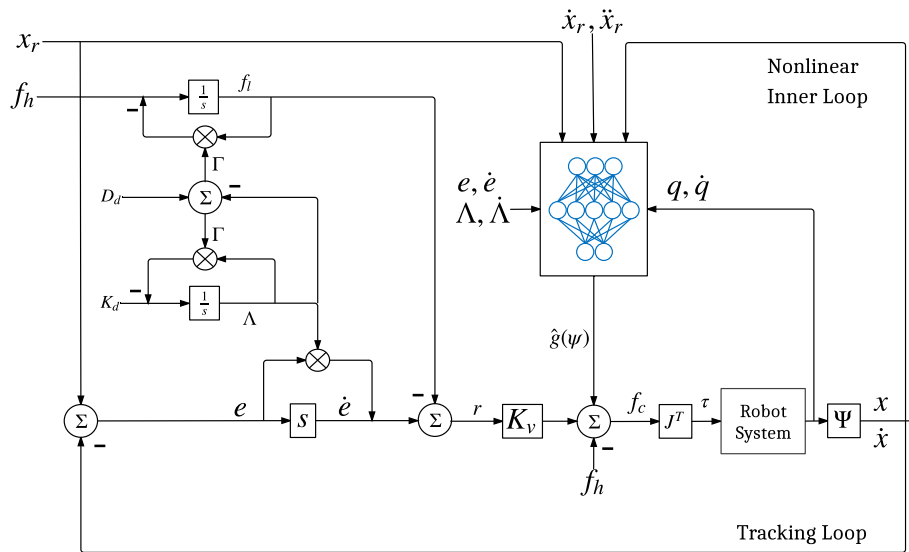 ẋ_r, ẍ_r
x_r
Nonlinear
Inner Loop
f_h
−
1/s
f_l
Γ
D_d
Σ
−
Γ
e, ė
Λ, Λ̇
q, q̇
−
K_d
1/s
Λ
ĝ(ψ)
Σ
−
e
s
ė
−
Σ
r
K_v
Σ
−
f_h
f_c
J^T
τ
Robot
System
Ψ
x
ẋ
Tracking Loop